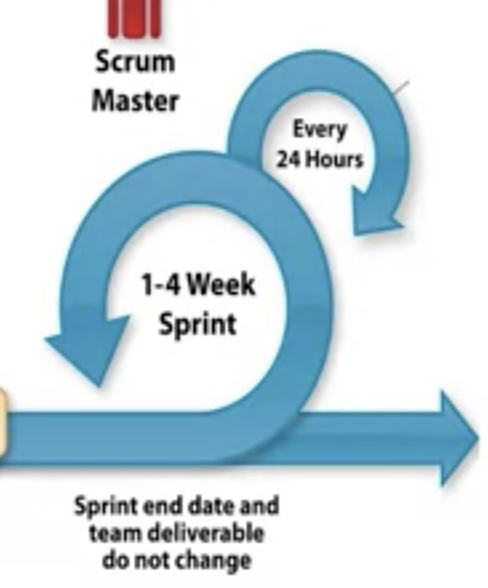 Scrum
Master
Every
24 Hours
1-4 Week
Sprint
Sprint end date and
team deliverable
do not change